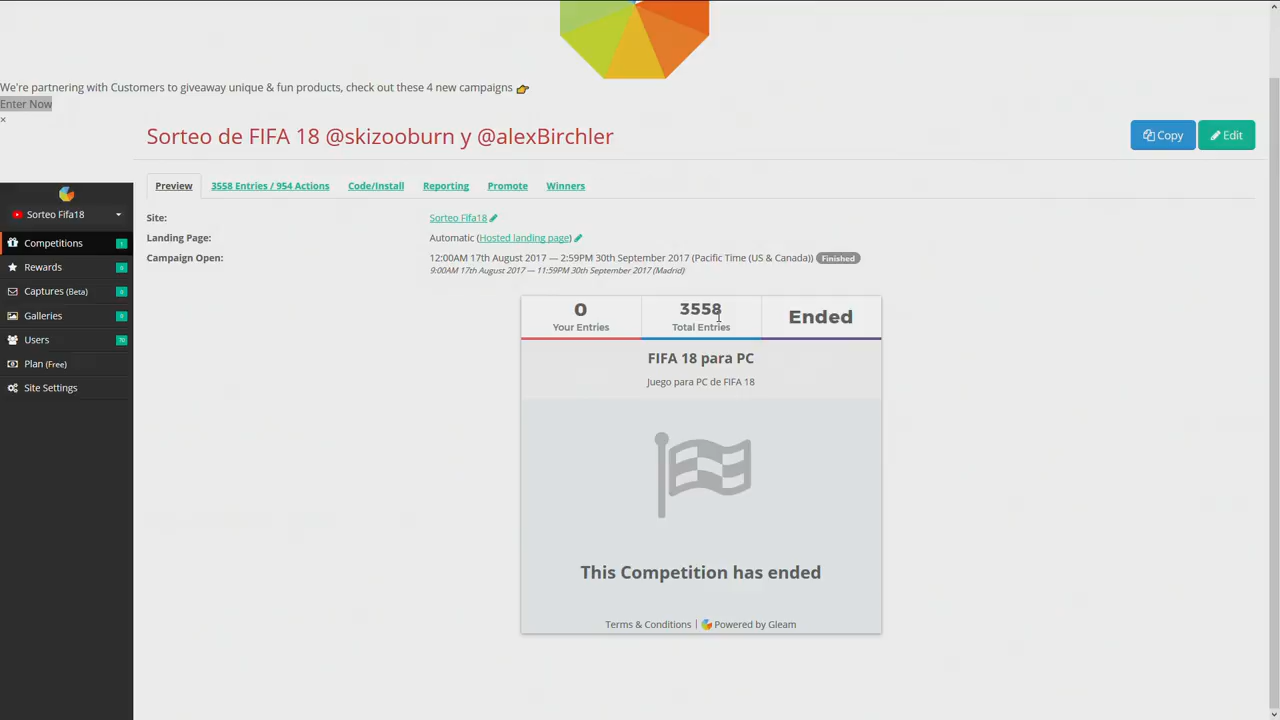 We're partnering with Customers to giveaway unique & fun products, check out these 4 new campaigns 👉
Enter Now
×
Sorteo de FIFA 18 @skizooburn y @alexBirchler
Copy
Edit
Preview
3558 Entries / 954 Actions
Code/Install
Reporting
Promote
Winners
Sorteo Fifa18
Competitions 1
Rewards 0
Captures (Beta) 0
Galleries 0
Users 10
Plan (Free)
Site Settings
Site: Sorteo Fifa18
Landing Page: Automatic (Hosted landing page)
Campaign Open: 12:00AM 17th August 2017 — 2:59PM 30th September 2017 (Pacific Time (US & Canada)) Finished
9:00AM 17th August 2017 — 11:59PM 30th September 2017 (Madrid)
0
Your Entries
3558
Total Entries
Ended
FIFA 18 para PC
Juego para PC de FIFA 18
This Competition has ended
Terms & Conditions | Powered by Gleam